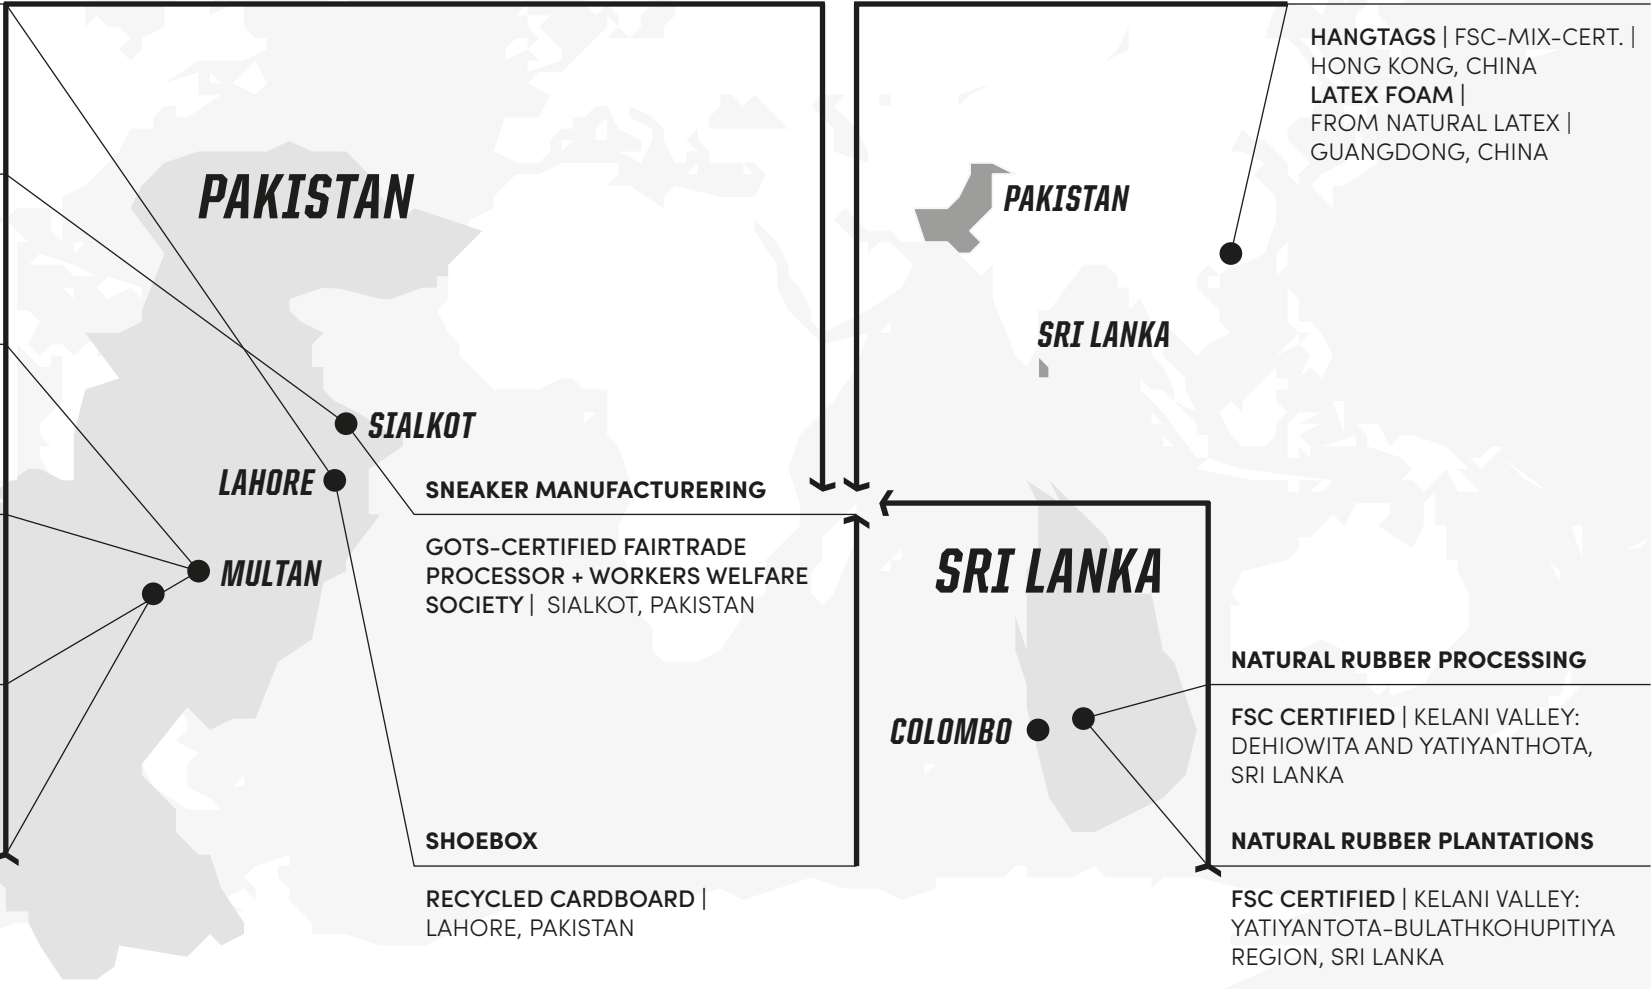 HANGTAGS | FSC-MIX-CERT. |
HONG KONG, CHINA
LATEX FOAM |
FROM NATURAL LATEX |
GUANGDONG, CHINA
PAKISTAN
PAKISTAN
SRI LANKA
SIALKOT
LAHORE
MULTAN
SNEAKER MANUFACTURERING
GOTS-CERTIFIED FAIRTRADE
PROCESSOR + WORKERS WELFARE
SOCIETY | SIALKOT, PAKISTAN
SHOEBOX
RECYCLED CARDBOARD |
LAHORE, PAKISTAN
SRI LANKA
COLOMBO
NATURAL RUBBER PROCESSING
FSC CERTIFIED | KELANI VALLEY:
DEHIOWITA AND YATIYANTHOTA,
SRI LANKA
NATURAL RUBBER PLANTATIONS
FSC CERTIFIED | KELANI VALLEY:
YATIYANTOTA-BULATHKOHUPITIYA
REGION, SRI LANKA